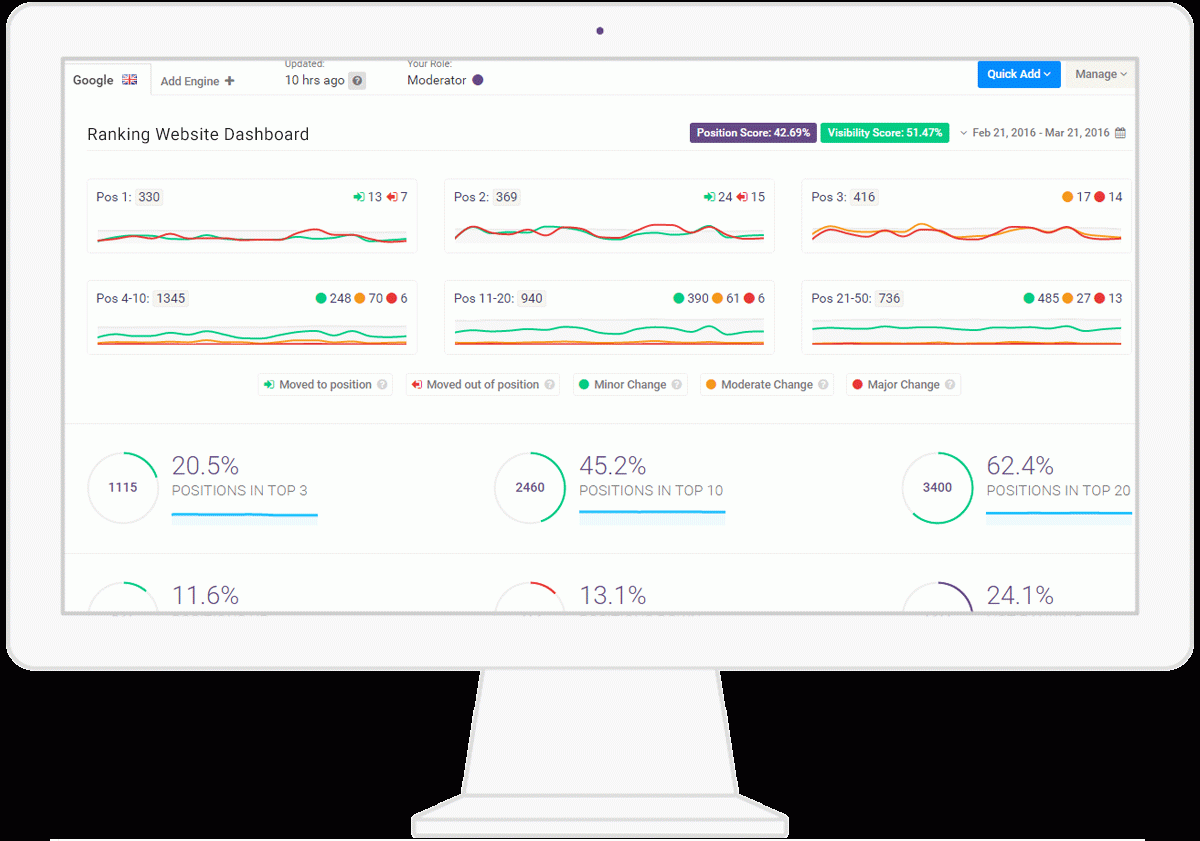 Updated: Your Role:
Google Add Engine + 10 hrs ago ? Moderator Quick Add Manage
Ranking Website Dashboard Position Score: 42.69% Visibility Score: 51.47% Feb 21, 2016 - Mar 21, 2016
Pos 1: 330 13 7 Pos 2: 369 24 15 Pos 3: 416 17 14
Pos 4-10: 1345 248 70 6 Pos 11-20: 940 390 61 6 Pos 21-50: 736 485 27 13
Moved to position ? Moved out of position ? Minor Change ? Moderate Change ? Major Change ?
20.5% 45.2% 62.4%
1115 POSITIONS IN TOP 3 2460 POSITIONS IN TOP 10 3400 POSITIONS IN TOP 20
11.6% 13.1% 24.1%